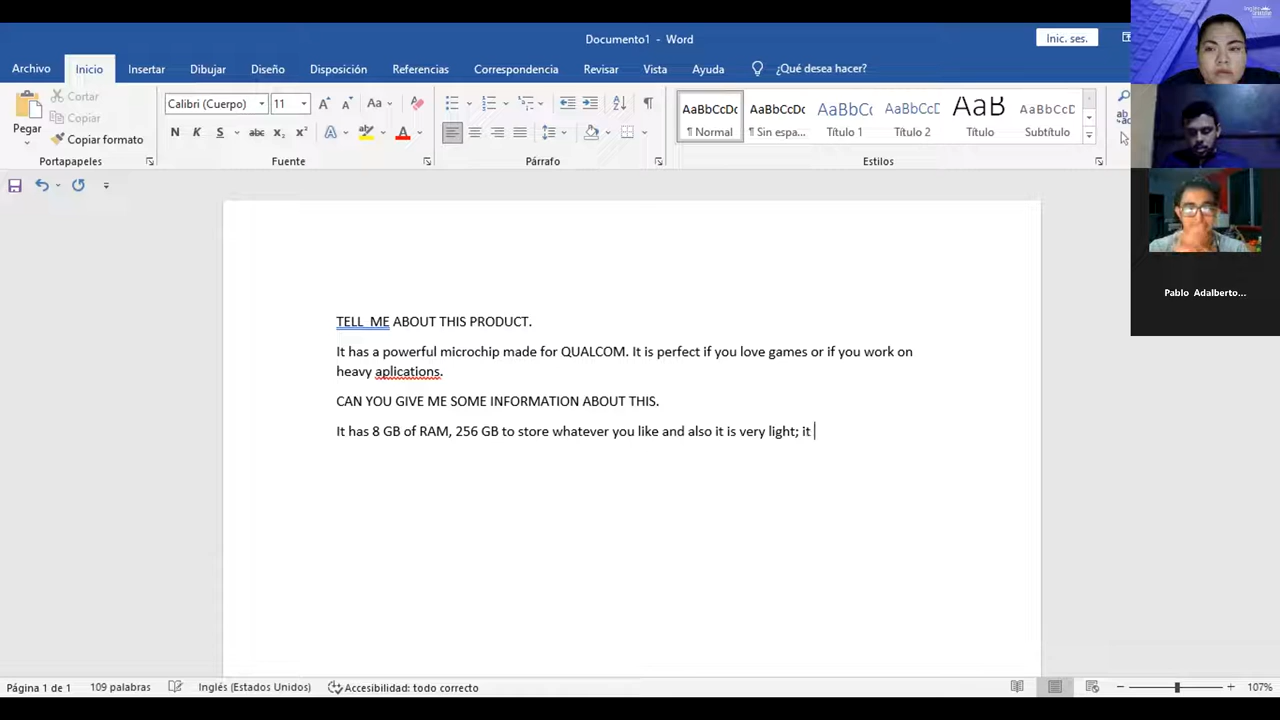 Documento1 - Word
Inic. ses.
Archivo Inicio Insertar Dibujar Diseño Disposición Referencias Correspondencia Revisar Vista Ayuda ¿Qué desea hacer?
Pegar
Cortar
Copiar
Copiar formato
Portapapeles
Calibri (Cuerpo) 11
N K S abc x₂ x²
Fuente
Párrafo
AaBbCcDc AaBbCcDc AaBbCc AaBbCcD AaB AaBbCcD
¶ Normal ¶ Sin espa... Título 1 Título 2 Título Subtítulo
Estilos
Pablo Adalberto...
TELL ME ABOUT THIS PRODUCT.
It has a powerful microchip made for QUALCOM. It is perfect if you love games or if you work on
heavy aplications.
CAN YOU GIVE ME SOME INFORMATION ABOUT THIS.
It has 8 GB of RAM, 256 GB to store whatever you like and also it is very light; it
Página 1 de 1 109 palabras Inglés (Estados Unidos) Accesibilidad: todo correcto 107%